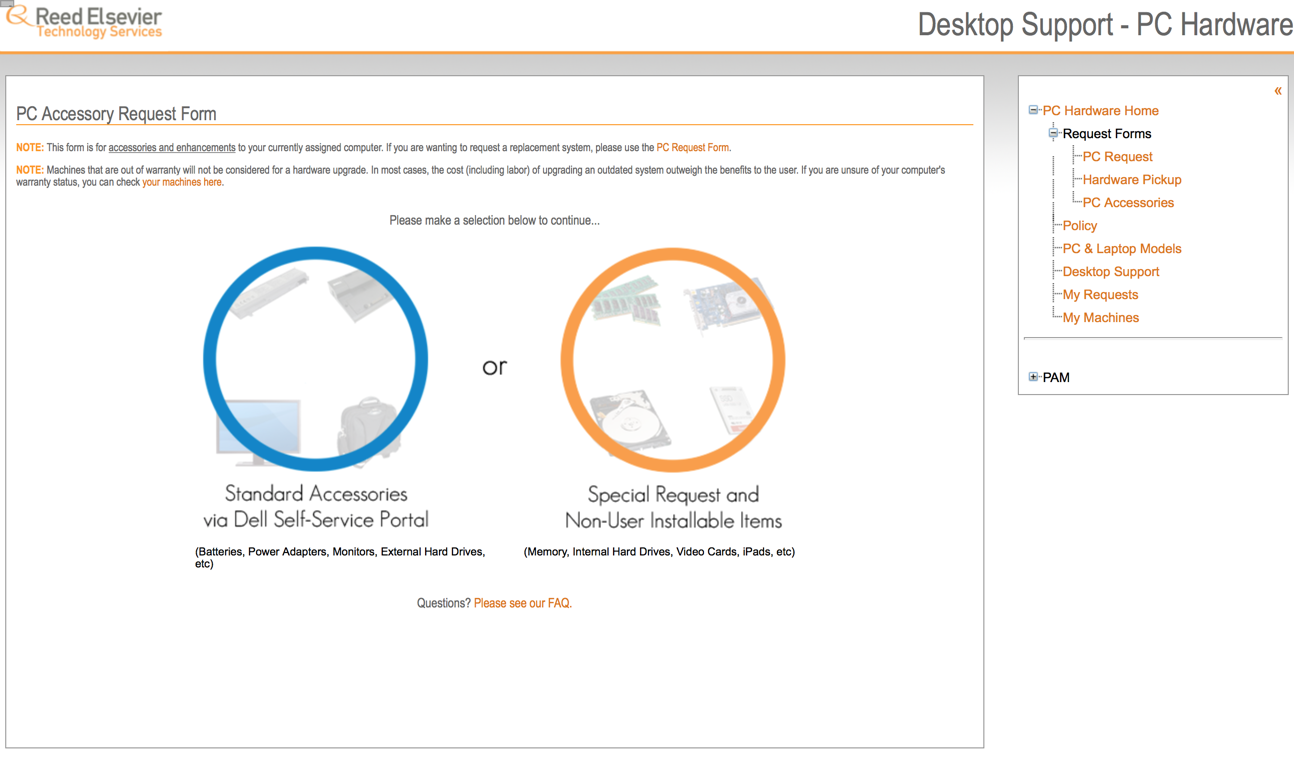 Reed Elsevier
Technology Services
Desktop Support - PC Hardware
PC Accessory Request Form
NOTE: This form is for accessories and enhancements to your currently assigned computer. If you are wanting to request a replacement system, please use the PC Request Form.
NOTE: Machines that are out of warranty will not be considered for a hardware upgrade. In most cases, the cost (including labor) of upgrading an outdated system outweigh the benefits to the user. If you are unsure of your computer's
warranty status, you can check your machines here.
Please make a selection below to continue...
or
Standard Accessories
via Dell Self-Service Portal
(Batteries, Power Adapters, Monitors, External Hard Drives,
etc)
Special Request and
Non-User Installable Items
(Memory, Internal Hard Drives, Video Cards, iPads, etc)
Questions? Please see our FAQ.
«
PC Hardware Home
Request Forms
PC Request
Hardware Pickup
PC Accessories
Policy
PC & Laptop Models
Desktop Support
My Requests
My Machines
PAM